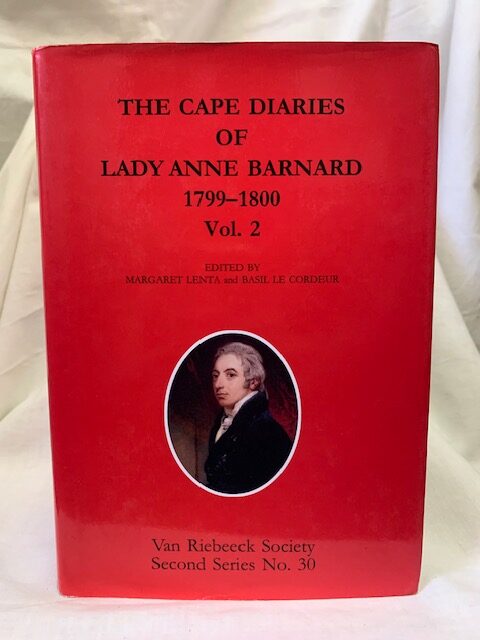 THE CAPE DIARIES
OF
LADY ANNE BARNARD
1799–1800
Vol. 2
EDITED BY
MARGARET LENTA and BASIL LE CORDEUR
Van Riebeeck Society
Second Series No. 30